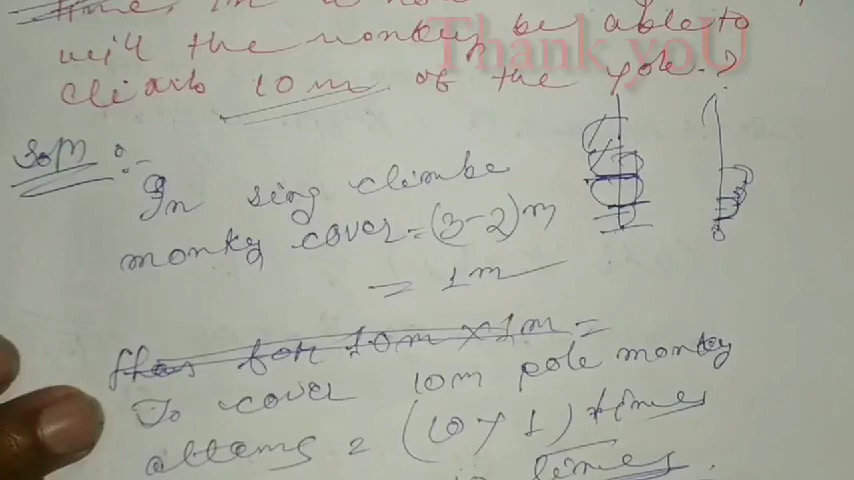 will the monkey be able to
climb 10 m of the pole.?
Thank yoU
Soln :-
In sing climbe
monky cover = (3-2) m
= 1m
for 10m × 1m =
To cover 10m pole monkey
attems = (10 × 1) times
times.